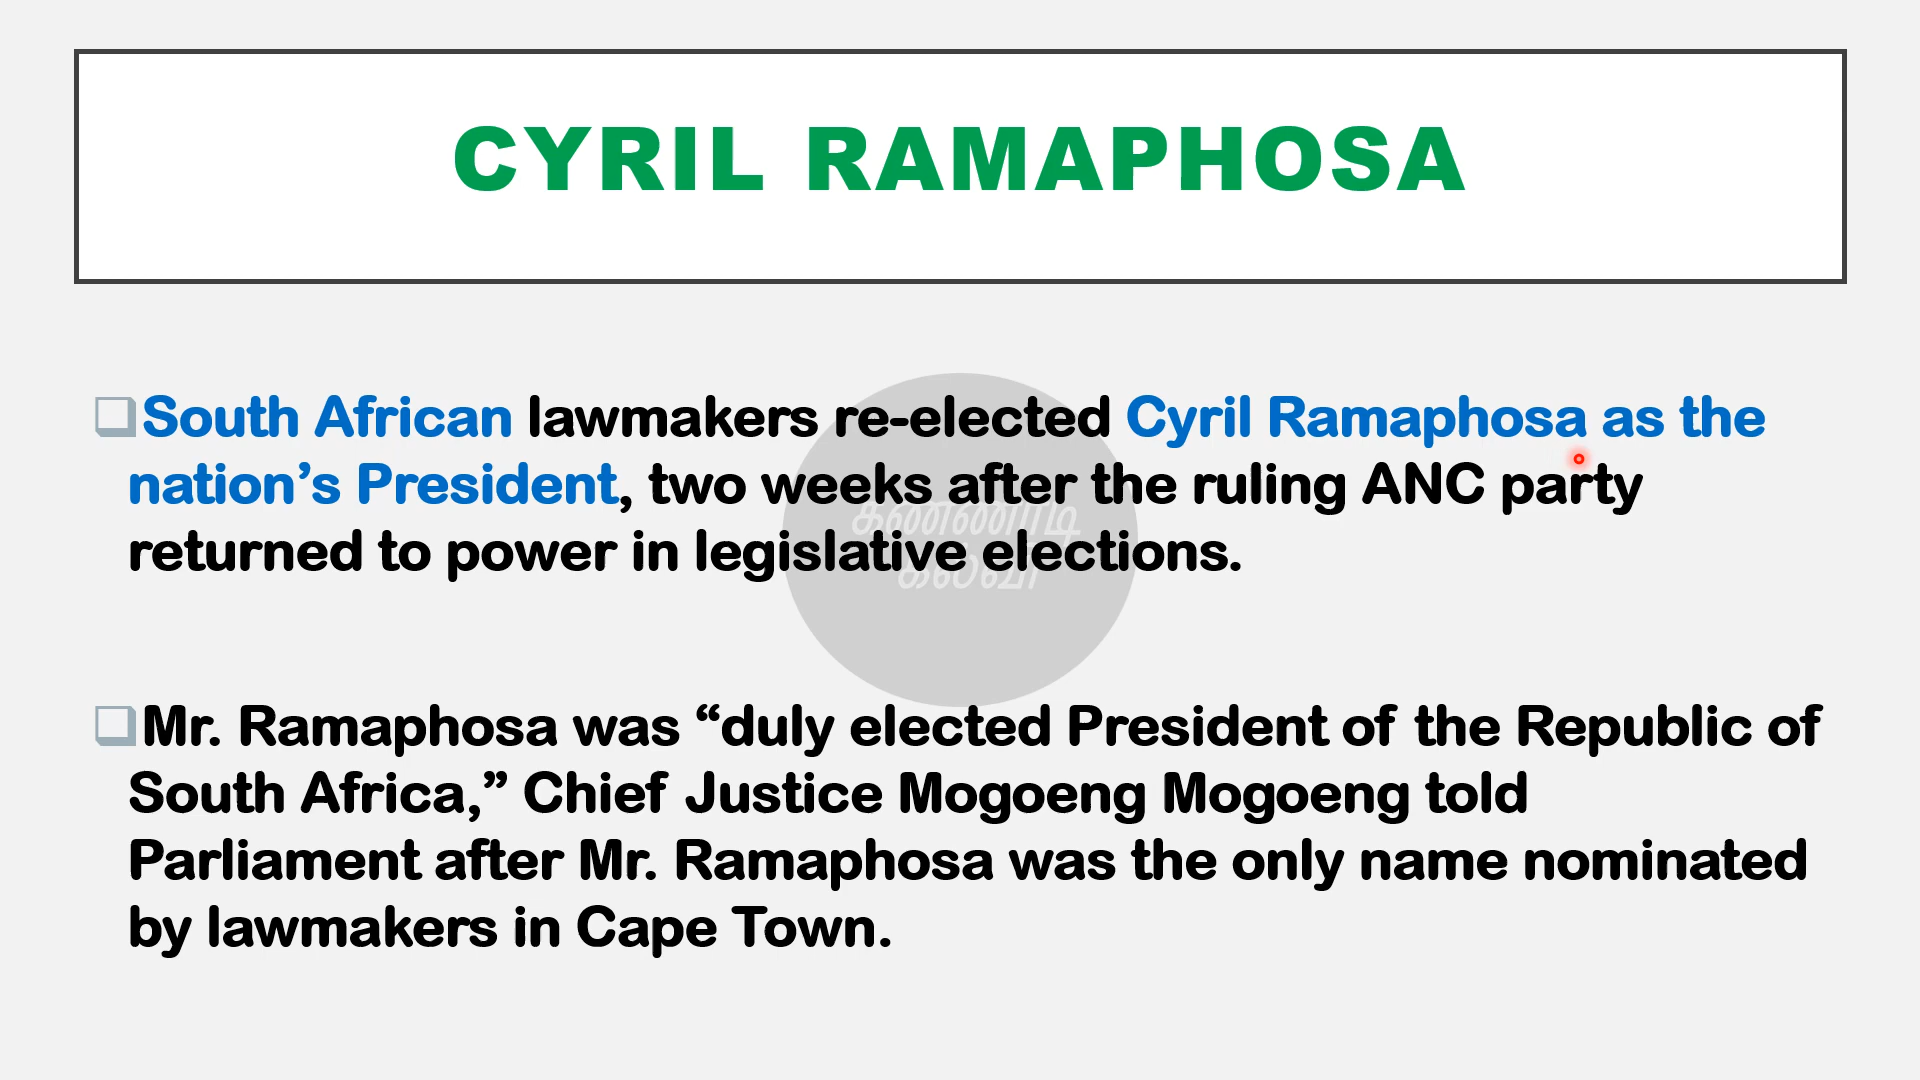 CYRIL RAMAPHOSA
South African lawmakers re-elected Cyril Ramaphosa as the
nation’s President, two weeks after the ruling ANC party
returned to power in legislative elections.
கண்ணாடி
கல்வி
Mr. Ramaphosa was “duly elected President of the Republic of
South Africa,” Chief Justice Mogoeng Mogoeng told
Parliament after Mr. Ramaphosa was the only name nominated
by lawmakers in Cape Town.